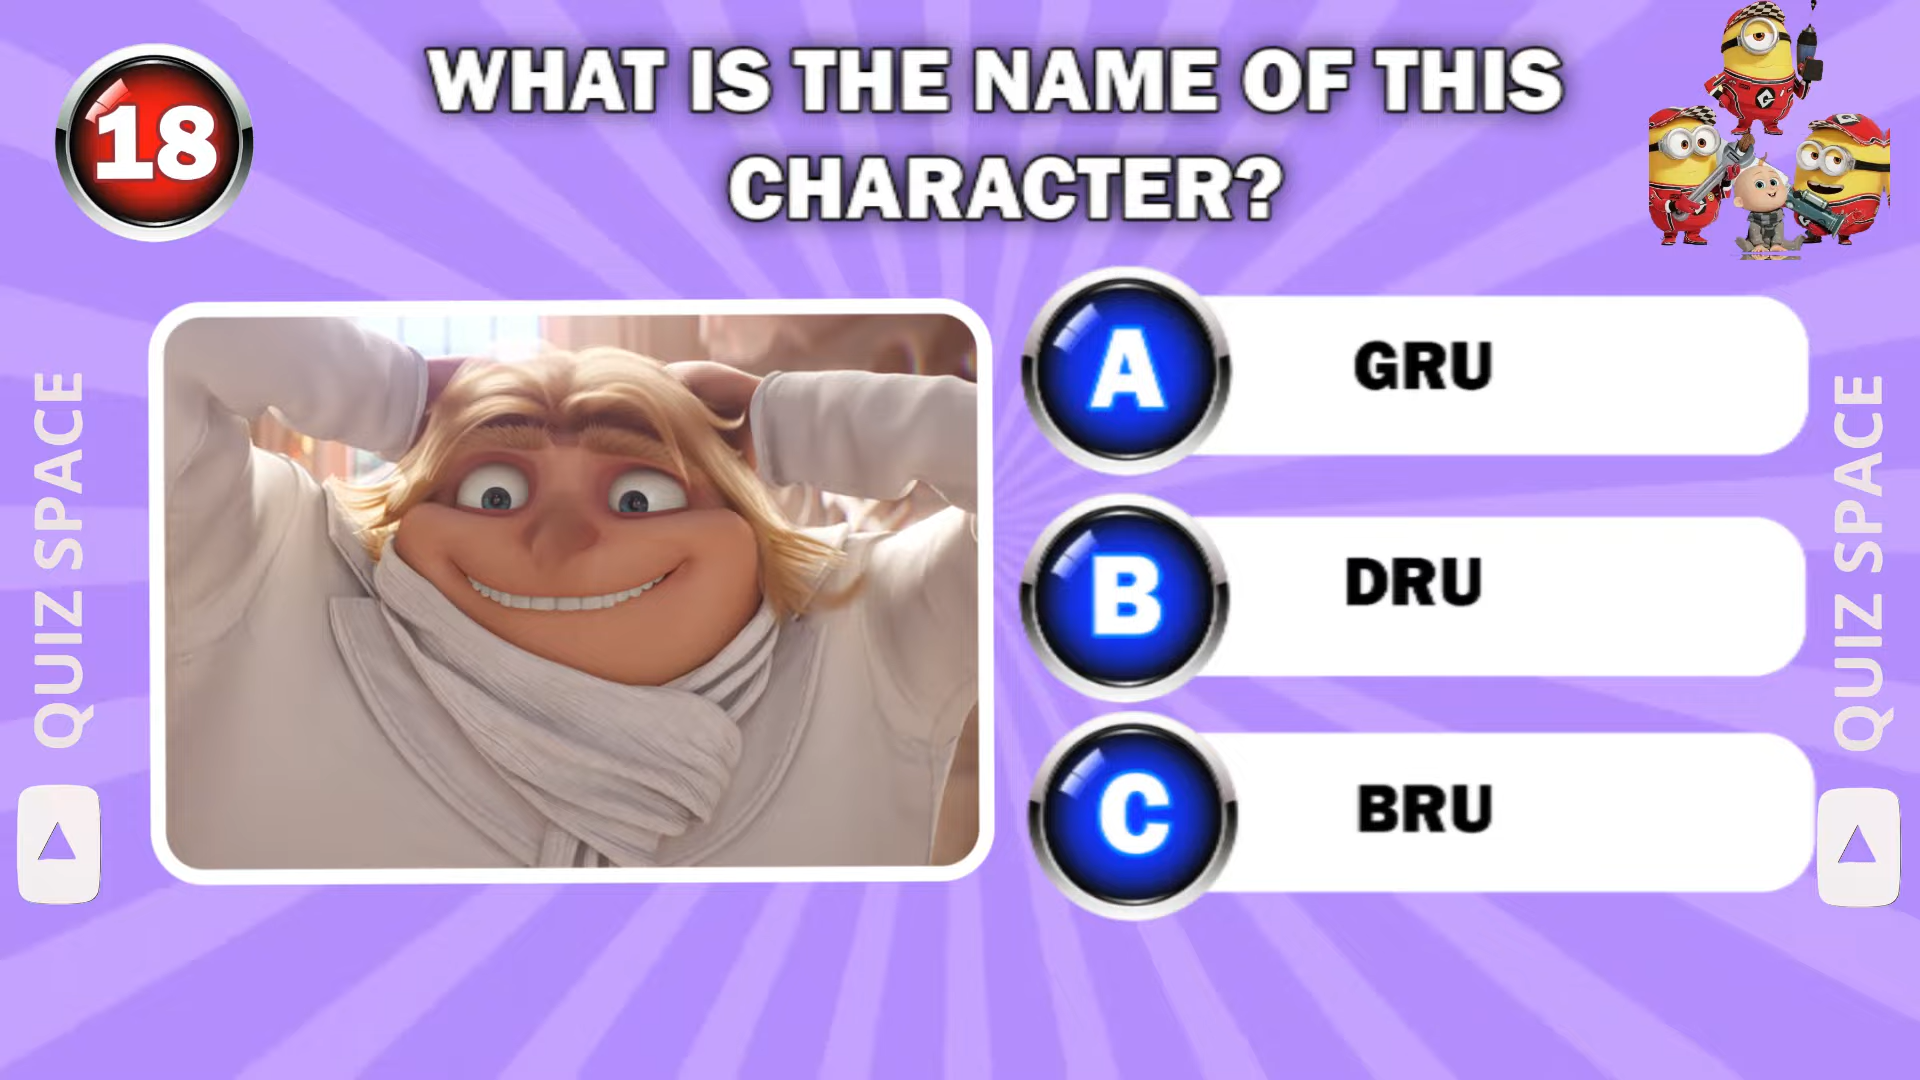 18
WHAT IS THE NAME OF THIS
CHARACTER?
A
GRU
B
DRU
C
BRU
QUIZ SPACE
QUIZ SPACE